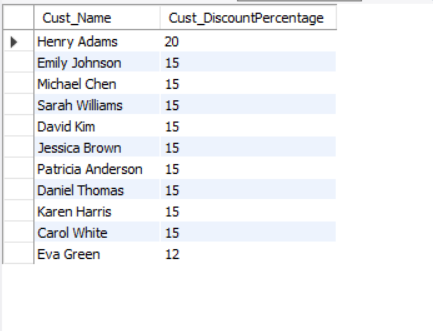 Cust_Name Cust_DiscountPercentage
Henry Adams 20
Emily Johnson 15
Michael Chen 15
Sarah Williams 15
David Kim 15
Jessica Brown 15
Patricia Anderson 15
Daniel Thomas 15
Karen Harris 15
Carol White 15
Eva Green 12